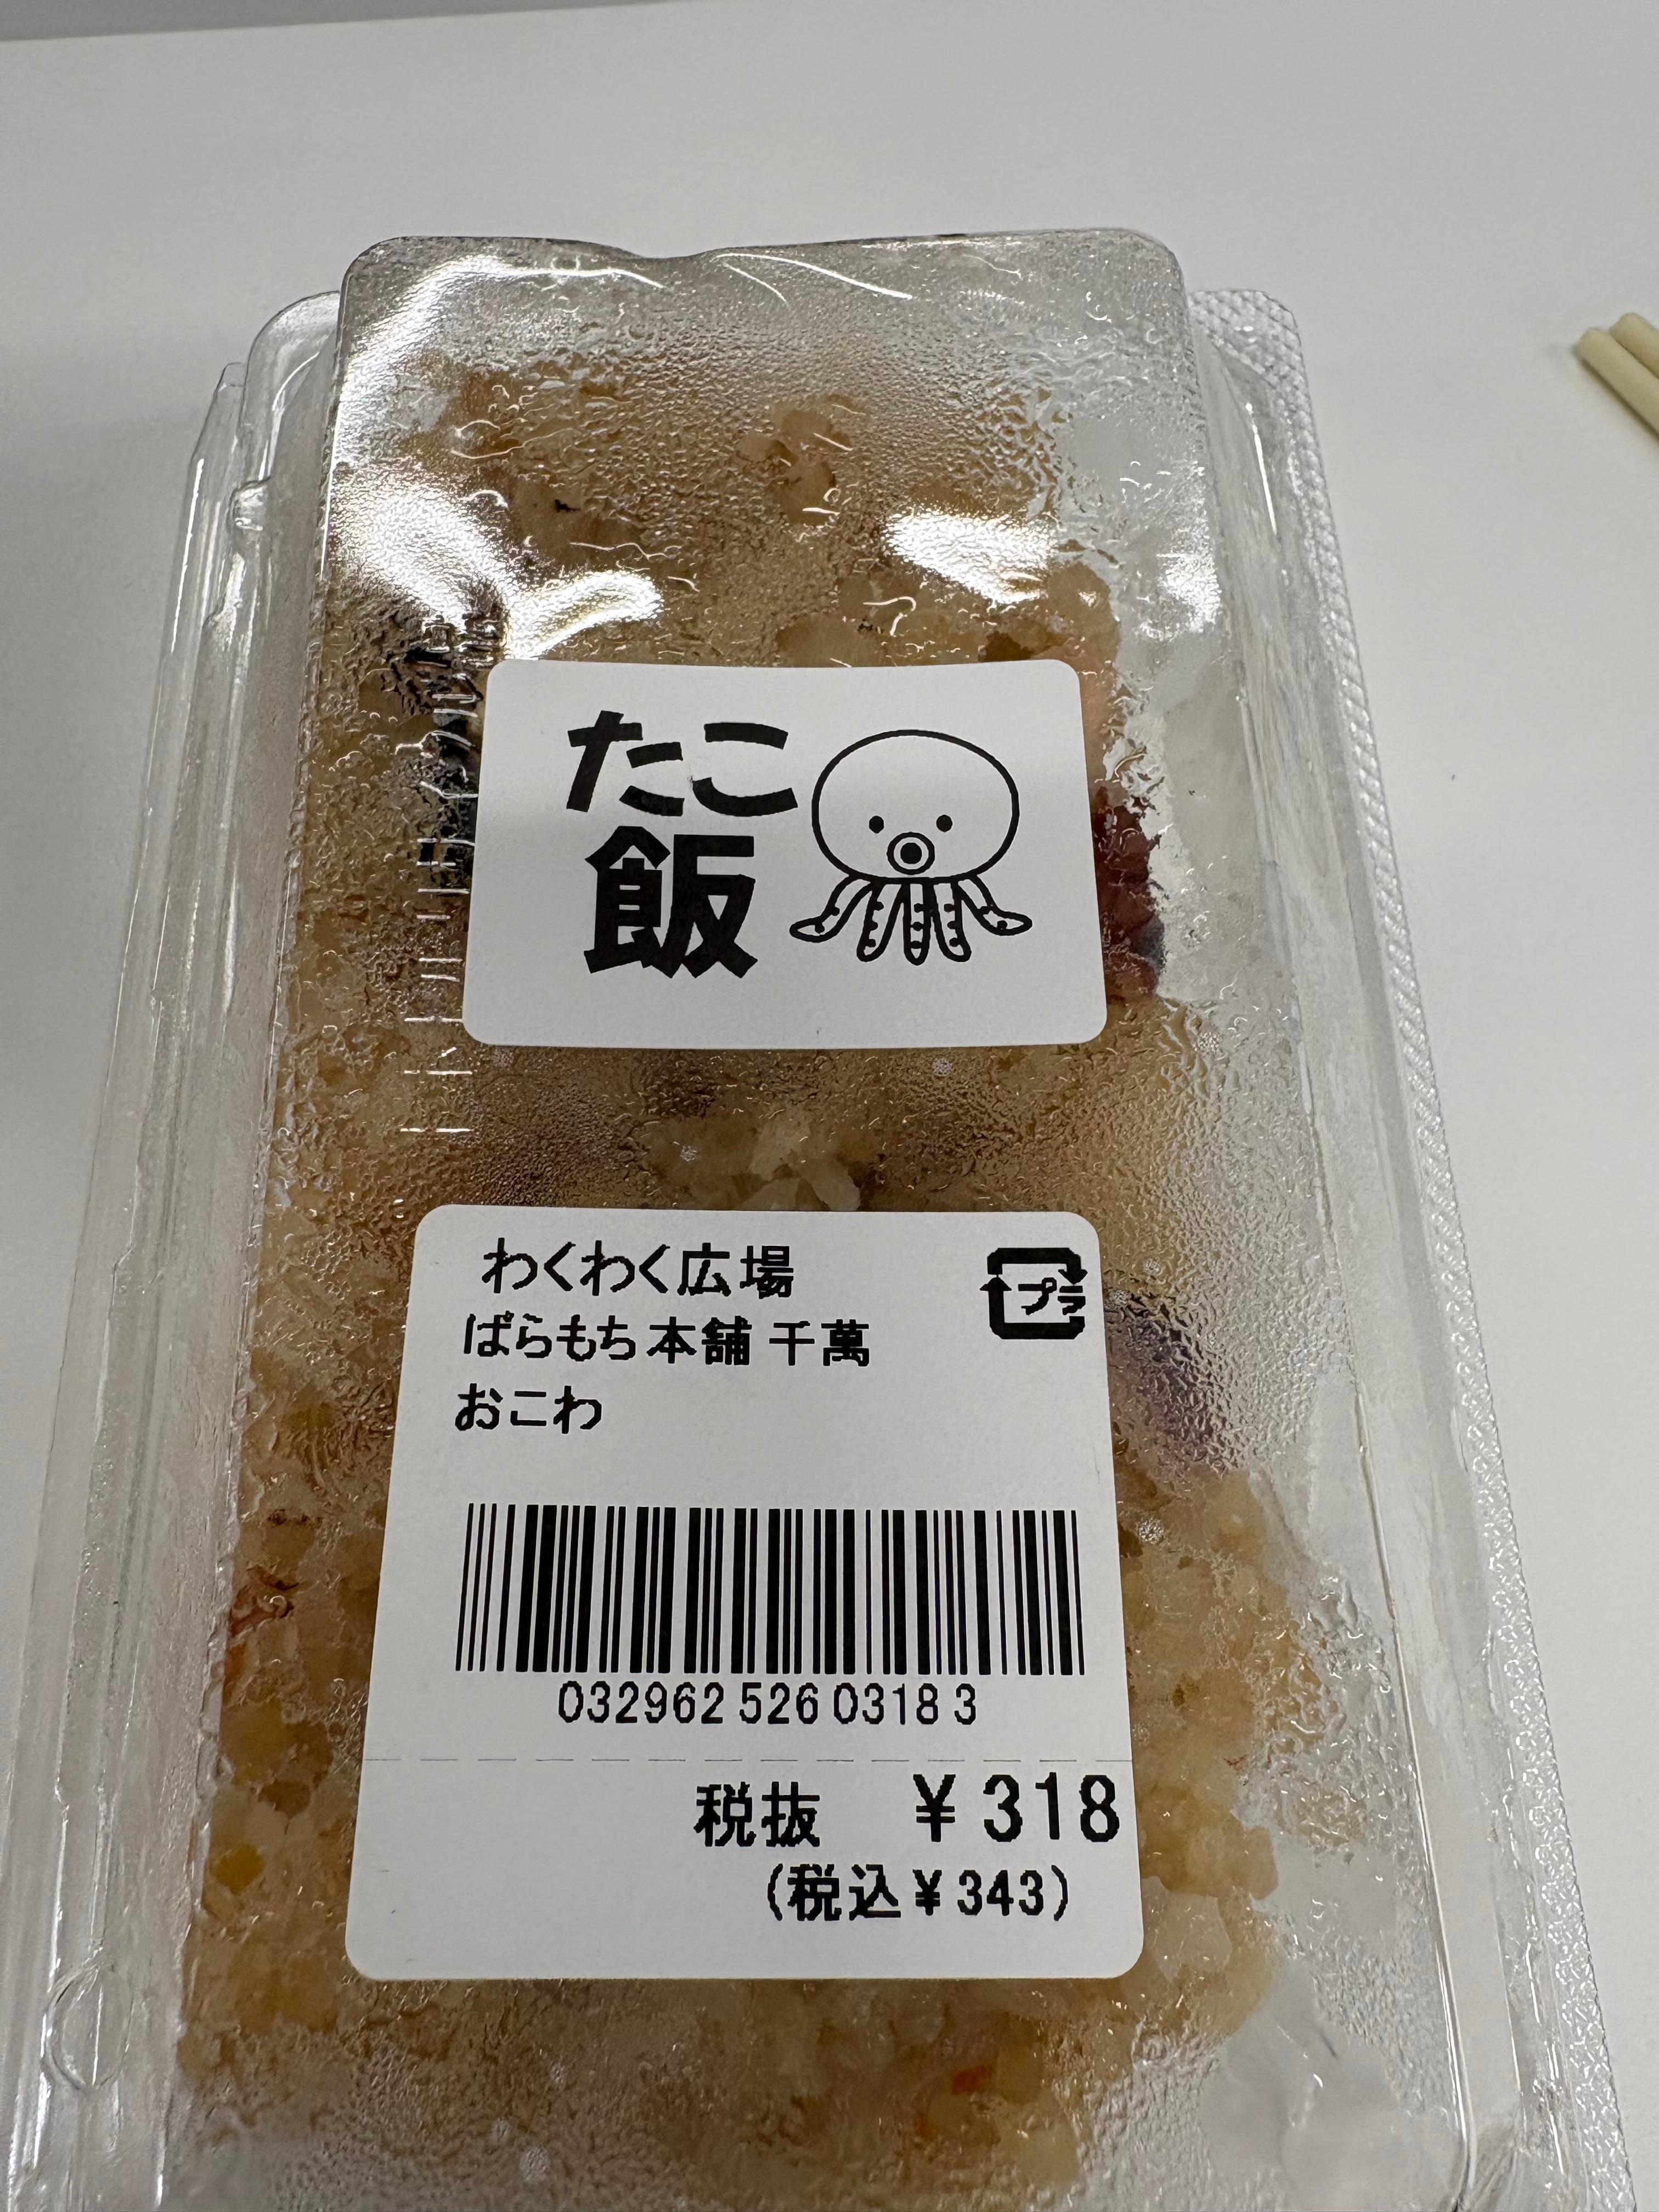 たこ
飯
わくわく広場
プラ
ぱらもち本舗 千萬
おこわ
032962 526 0318 3
税抜 ¥318
(税込¥343)